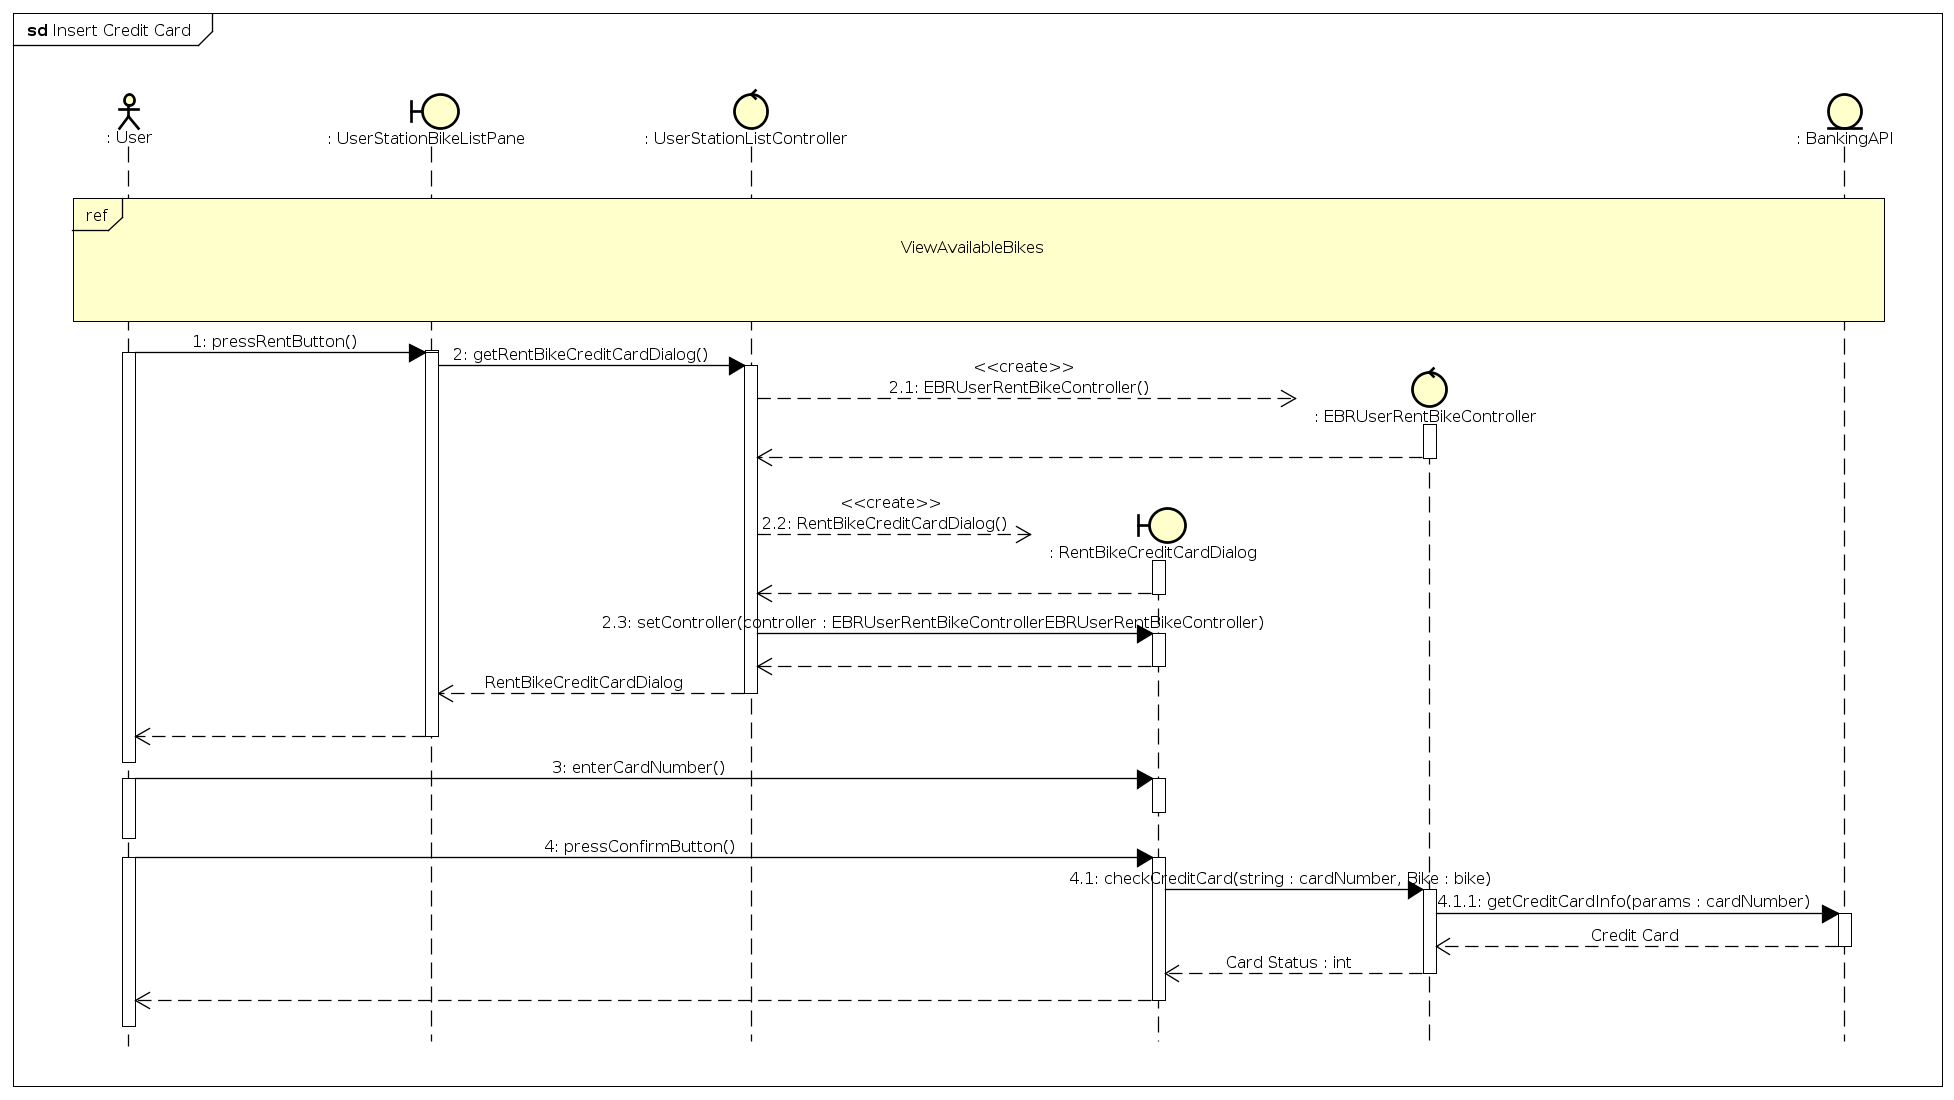 sd Insert Credit Card
: User
: UserStationBikeListPane
: UserStationListController
: BankingAPI
ref
ViewAvailableBikes
1: pressRentButton()
2: getRentBikeCreditCardDialog()
<<create>>
2.1: EBRUserRentBikeController()
: EBRUserRentBikeController
<<create>>
2.2: RentBikeCreditCardDialog()
: RentBikeCreditCardDialog
2.3: setController(controller : EBRUserRentBikeControllerEBRUserRentBikeController)
RentBikeCreditCardDialog
3: enterCardNumber()
4: pressConfirmButton()
4.1: checkCreditCard(string : cardNumber, Bike : bike)
4.1.1: getCreditCardInfo(params : cardNumber)
Credit Card
Card Status : int